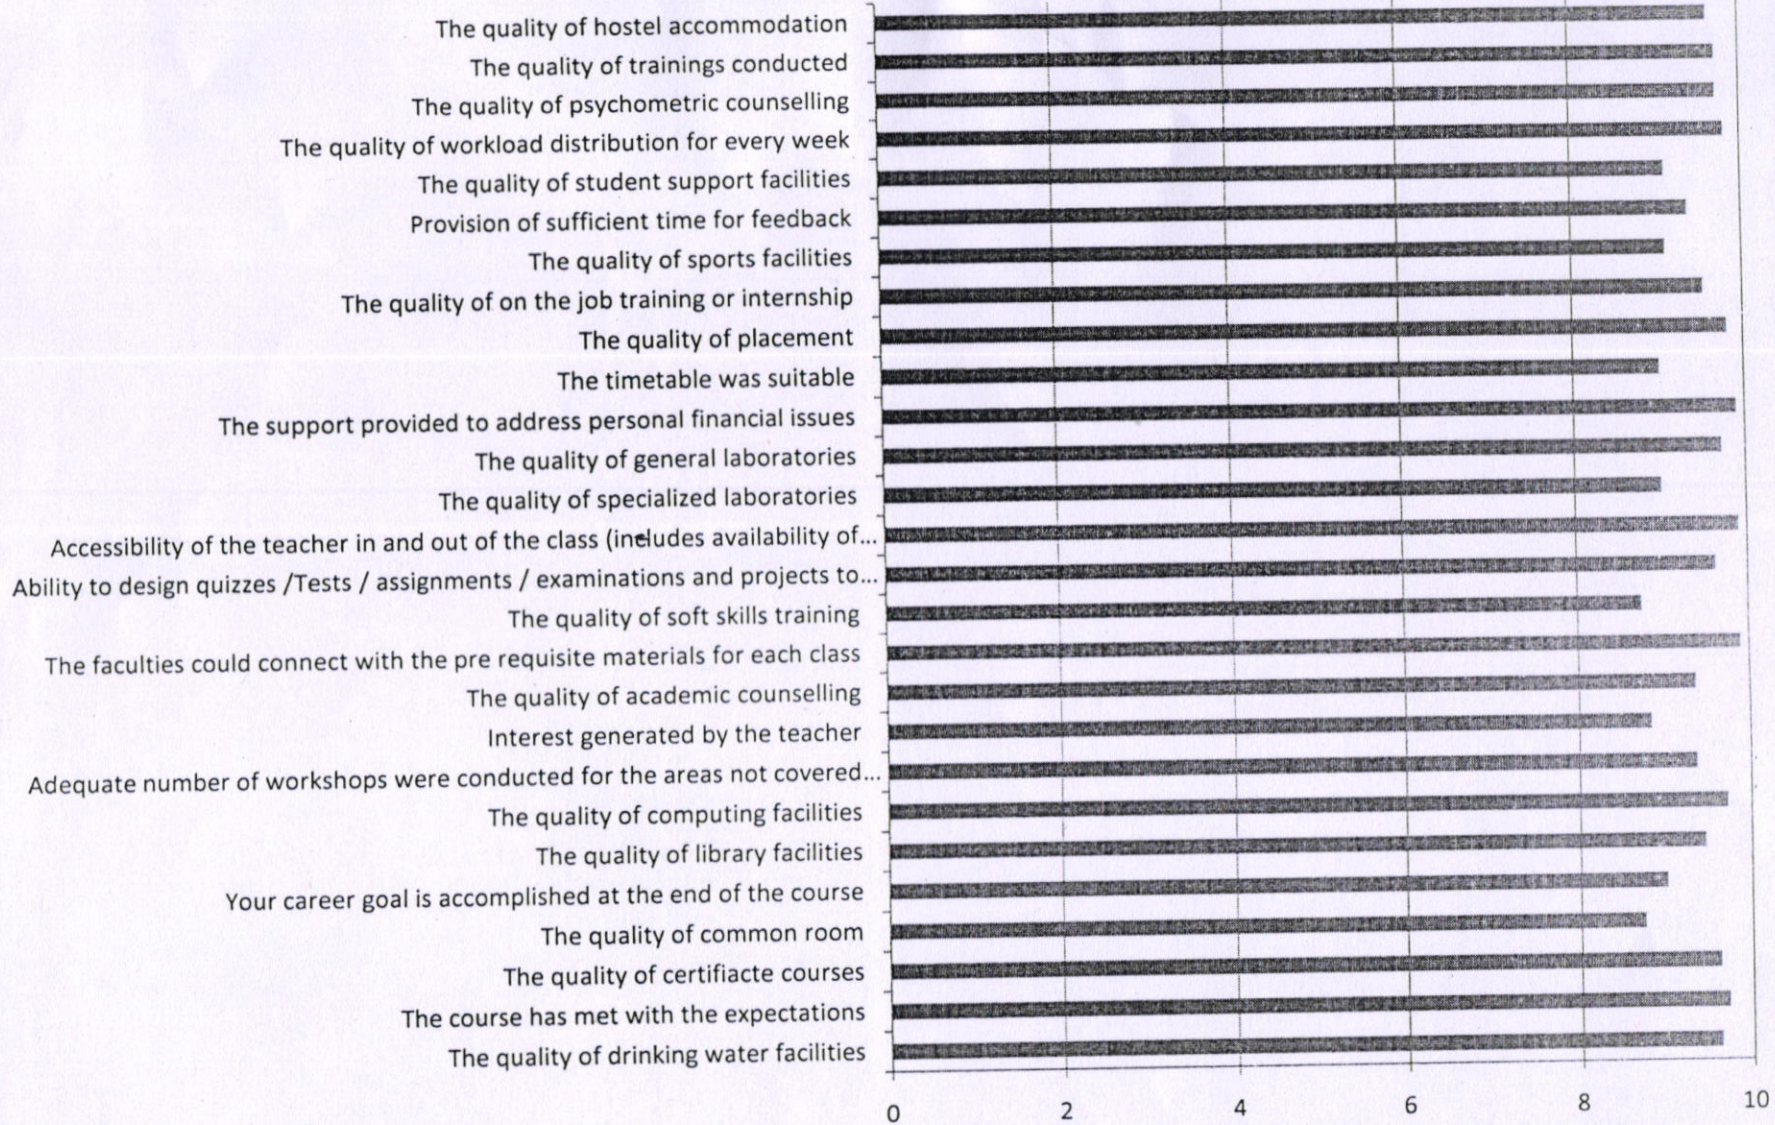 The quality of hostel accommodation
The quality of trainings conducted
The quality of psychometric counselling
The quality of workload distribution for every week
The quality of student support facilities
Provision of sufficient time for feedback
The quality of sports facilities
The quality of on the job training or internship
The quality of placement
The timetable was suitable
The support provided to address personal financial issues
The quality of general laboratories
The quality of specialized laboratories
Accessibility of the teacher in and out of the class (includes availability of...
Ability to design quizzes /Tests / assignments / examinations and projects to...
The quality of soft skills training
The faculties could connect with the pre requisite materials for each class
The quality of academic counselling
Interest generated by the teacher
Adequate number of workshops were conducted for the areas not covered...
The quality of computing facilities
The quality of library facilities
Your career goal is accomplished at the end of the course
The quality of common room
The quality of certifiacte courses
The course has met with the expectations
The quality of drinking water facilities
0 2 4 6 8 10